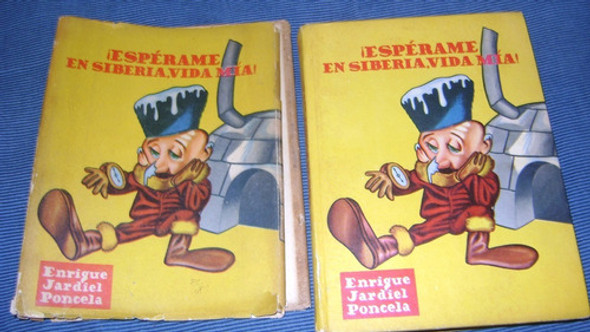 ¡ESPÉRAME
EN SIBERIA, VIDA MÍA!
Enrique
Jardiel
Poncela
¡ESPÉRAME
EN SIBERIA, VIDA MÍA!
Enrique
Jardiel
Poncela